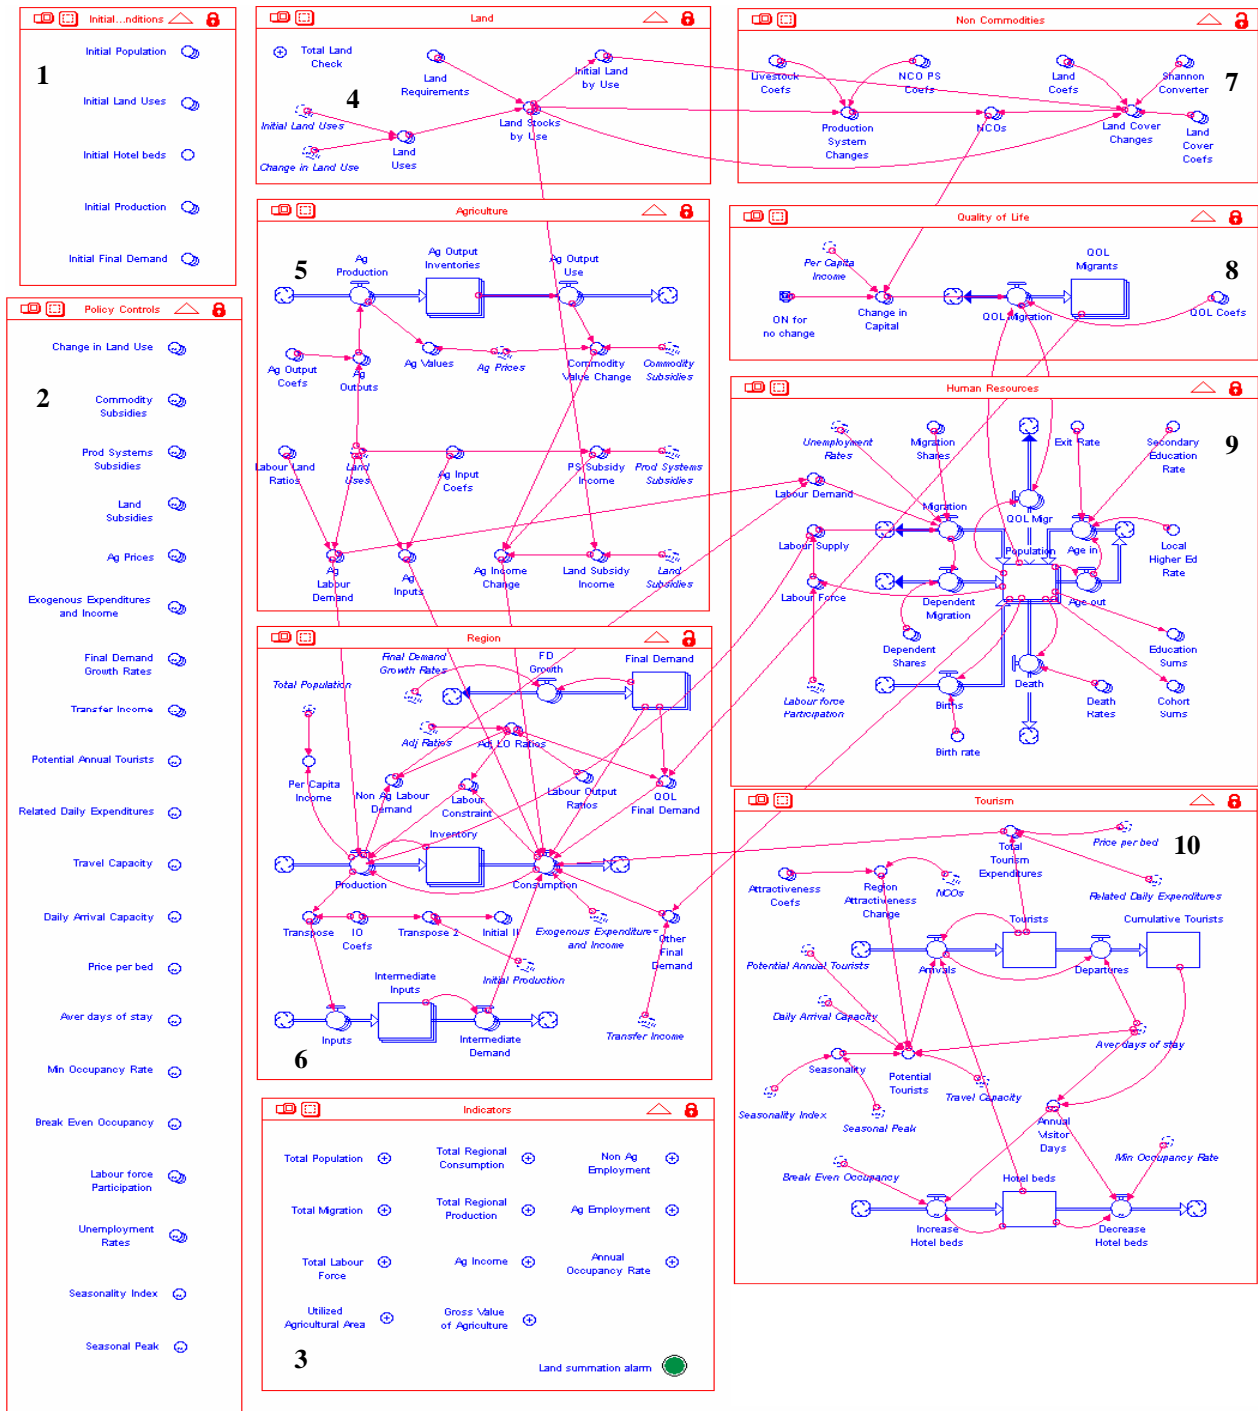 Initial...nditions
1
Initial Population
Initial Land Uses
Initial Hotel beds
Initial Production
Initial Final Demand
Policy Controls
2
Change in Land Use
Commodity
Subsidies
Prod Systems
Subsidies
Land
Subsidies
Ag Prices
Exogenous Expenditures
and Income
Final Demand
Growth Rates
Transfer Income
Potential Annual Tourists
Related Daily Expenditures
Travel Capacity
Daily Arrival Capacity
Price per bed
Aver days of stay
Min Occupancy Rate
Break Even Occupancy
Labour force
Participation
Unemployment
Rates
Seasonality Index
Seasonal Peak
Land
4
Total Land
Check
Land
Requirements
Initial Land
by Use
Initial Land Uses
Land Stocks
by Use
Land
Uses
Change in Land Use
Agriculture
5
Ag
Production
Ag Output
Inventories
Ag Output
Use
Ag Output
Coefs
Ag
Outputs
Ag Values
Ag Prices
Commodity
Value Change
Commodity
Subsidies
Labour Land
Ratios
Land
Uses
Ag Input
Coefs
PS Subsidy
Income
Prod Systems
Subsidies
Ag
Labour
Demand
Ag
Inputs
Ag Income
Change
Land Subsidy
Income
Land
Subsidies
Region
6
Final Demand
Growth Rates
FD
Growth
Final Demand
Total Population
Adj Ratios
Adj LO Ratios
Per Capita
Income
Non Ag Labour
Demand
Labour
Constraint
Labour Output
Ratios
QOL
Final Demand
Inventory
Production
Consumption
Transpose
IO
Coefs
Transpose 2
Initial II
Exogenous Expenditures
and Income
Other
Final
Demand
Initial Production
Intermediate
Inputs
Inputs
Intermediate
Demand
Transfer Income
Indicators
3
Total Population
Total Regional
Consumption
Non Ag
Employment
Total Migration
Total Regional
Production
Ag Employment
Total Labour
Force
Ag Income
Annual
Occupancy Rate
Utilized
Agricultural Area
Gross Value
of Agriculture
Land summation alarm
Non Commodities
7
Livestock
Coefs
NCO PS
Coefs
Land
Coefs
Shannon
Converter
Production
System
Changes
NCOs
Land Cover
Changes
Land
Cover
Coefs
Quality of Life
8
Per Capita
Income
QOL
Migrants
ON for
no change
Change in
Capital
QOL Migration
QOL Coefs
Human Resources
9
Unemployment
Rates
Migration
Shares
Exit Rate
Secondary
Education
Rate
Labour Demand
Migration
QOL Migr
Labour Supply
Population
Age in
Local
Higher Ed
Rate
Labour Force
Dependent
Migration
Age out
Dependent
Shares
Education
Sums
Labour force
Participation
Births
Death
Death
Rates
Cohort
Sums
Birth rate
Tourism
10
Total
Tourism
Expenditures
Price per bed
Attractiveness
Coefs
Region
Attractiveness
Change
NCOs
Related Daily Expenditures
Tourists
Cumulative Tourists
Potential Annual Tourists
Arrivals
Departures
Daily Arrival Capacity
Aver days of stay
Seasonality
Potential
Tourists
Travel Capacity
Seasonality Index
Seasonal Peak
Annual
Visitor
Days
Min Occupancy Rate
Break Even Occupancy
Hotel beds
Increase
Hotel beds
Decrease
Hotel beds